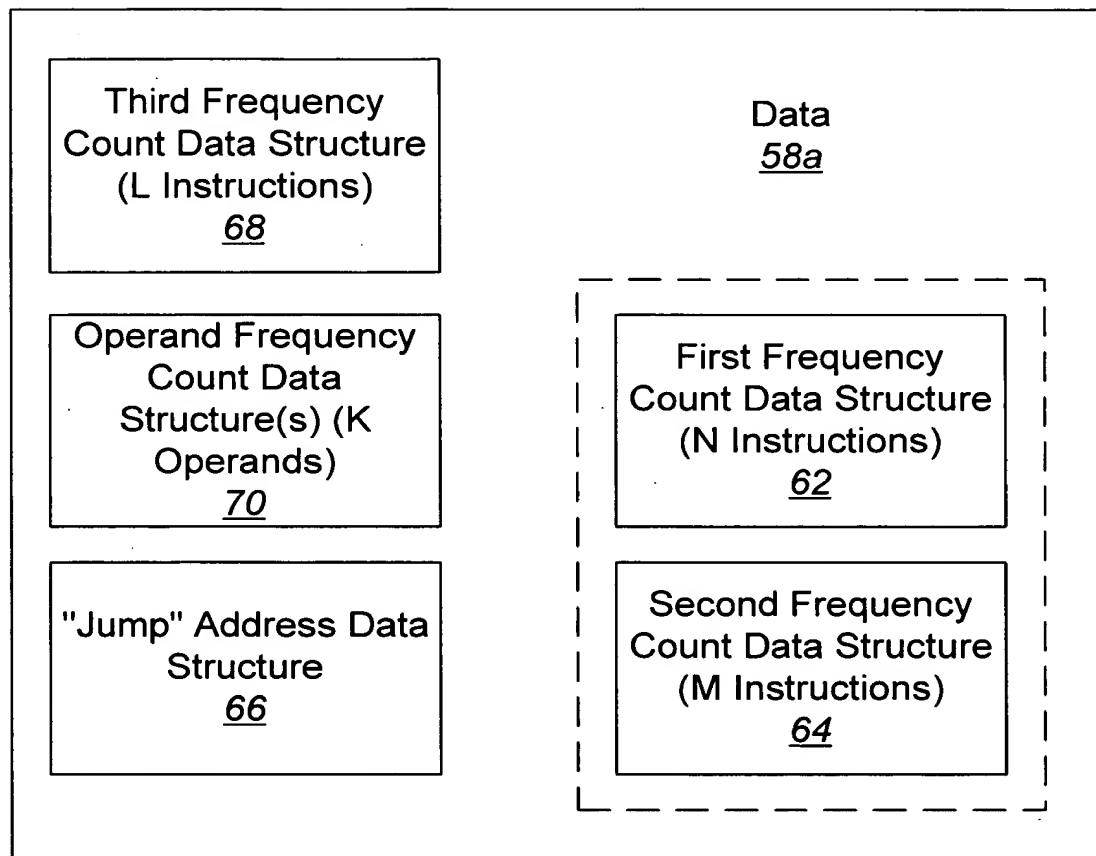 Third Frequency
Count Data Structure
(L Instructions)
68
Data
58a
Operand Frequency
Count Data
Structure(s) (K
Operands)
70
First Frequency
Count Data Structure
(N Instructions)
62
"Jump" Address Data
Structure
66
Second Frequency
Count Data Structure
(M Instructions)
64